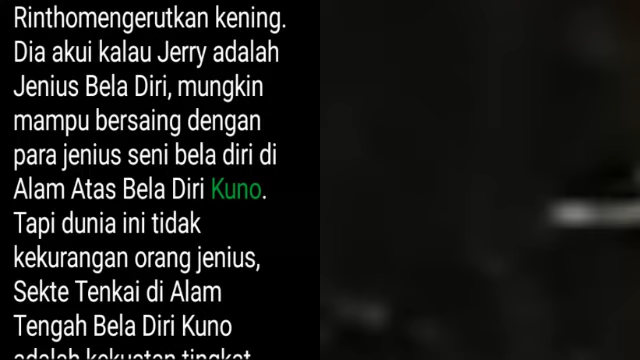 Rinthomengerutkan kening.
Dia akui kalau Jerry adalah
Jenius Bela Diri, mungkin
mampu bersaing dengan
para jenius seni bela diri di
Alam Atas Bela Diri Kuno.
Tapi dunia ini tidak
kekurangan orang jenius,
Sekte Tenkai di Alam
Tengah Bela Diri Kuno
adalah kekuatan tingkat